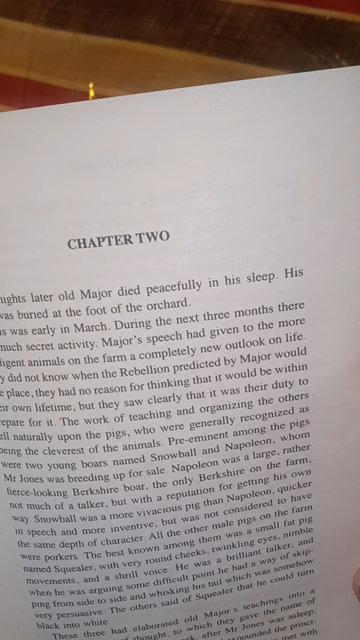 CHAPTER TWO
nights later old Major died peacefully in his sleep. His
was buried at the foot of the orchard.
was early in March. During the next three months there
much secret activity. Major's speech had given to the more
ligent animals on the farm a completely new outlook on life.
y did not know when the Rebellion predicted by Major would
e place, they had no reason for thinking that it would be within
eir own lifetime, but they saw clearly that it was their duty to
repare for it. The work of teaching and organizing the others
ell naturally upon the pigs, who were generally recognized as
being the cleverest of the animals. Pre-eminent among the pigs
were two young boars named Snowball and Napoleon, whom
Mr Jones was breeding up for sale. Napoleon was a large, rather
fierce-looking Berkshire boar, the only Berkshire on the farm,
not much of a talker, but with a reputation for getting his own
way Snowball was a more vivacious pig than Napoleon, quicker
in speech and more inventive, but was not considered to have
the same depth of character. All the other male pigs on the farm
were porkers. The best known among them was a small fat pig
named Squealer, with very round cheeks, twinkling eyes, nimble
movements, and a shrill voice He was a brilliant talker, and
when he was arguing some difficult point he had a way of skip-
ping from side to side and whisking his tail which was somehow
very persuasive The others said of Squealer that he could turn
black into white
These three had elaborated old Major's teachings into a
of thought, to which they gave the name of
after Mr Jones was asleep,
the princi-
met with